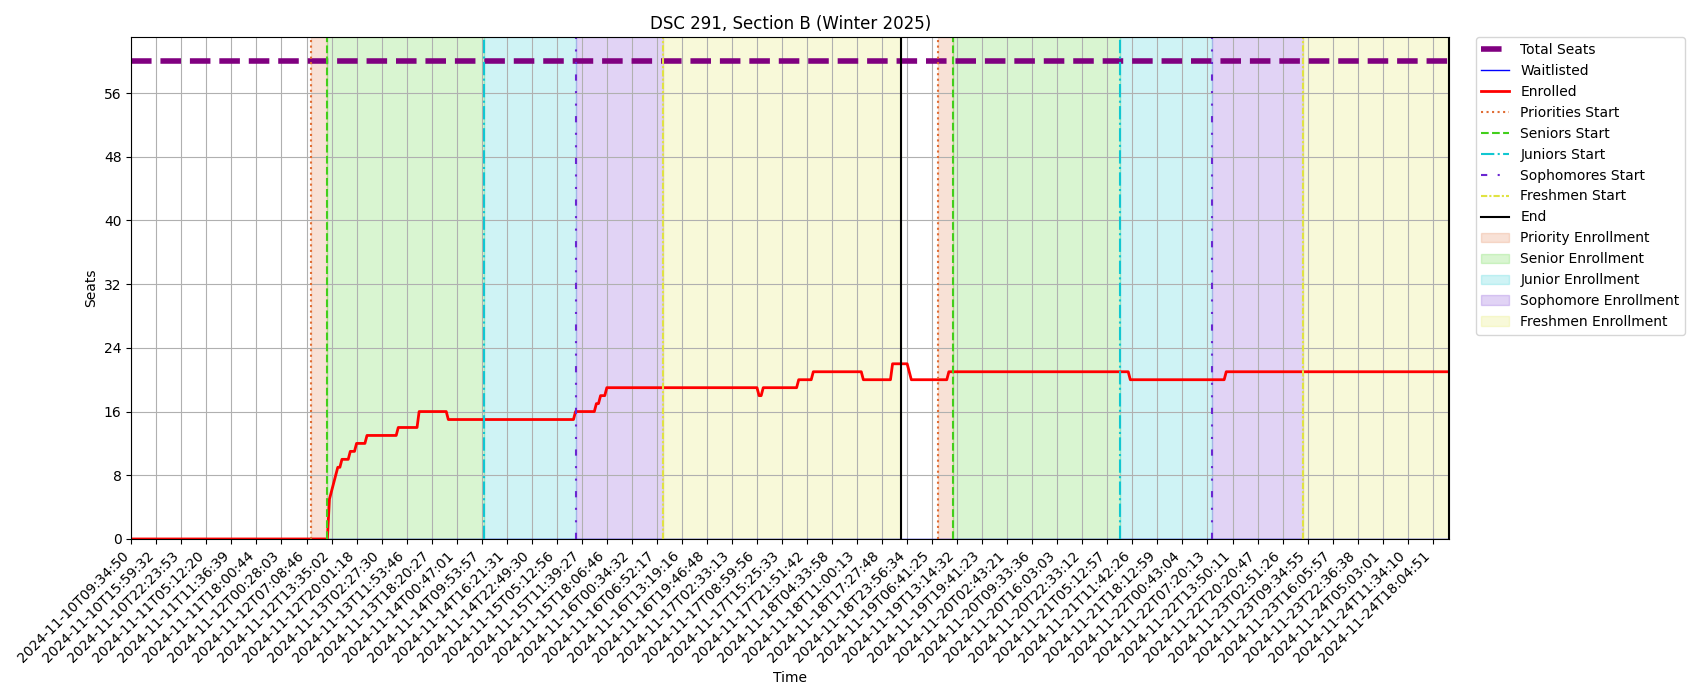 DSC 291, Section B (Winter 2025)
Total Seats
Waitlisted
Enrolled
Priorities Start
Seniors Start
Juniors Start
Sophomores Start
Freshmen Start
End
Priority Enrollment
Senior Enrollment
Junior Enrollment
Sophomore Enrollment
Freshmen Enrollment
Seats
56
48
40
32
24
16
8
0
2024-11-10T09:34:50
2024-11-10T15:59:32
2024-11-10T22:23:53
2024-11-11T05:12:20
2024-11-11T11:36:39
2024-11-11T18:00:44
2024-11-12T00:28:03
2024-11-12T07:08:46
2024-11-12T13:35:02
2024-11-12T20:01:18
2024-11-13T02:27:30
2024-11-13T11:53:46
2024-11-13T18:20:27
2024-11-14T00:47:01
2024-11-14T09:53:57
2024-11-14T16:21:31
2024-11-14T22:49:30
2024-11-15T05:12:56
2024-11-15T11:39:27
2024-11-15T18:06:46
2024-11-16T00:34:32
2024-11-16T06:52:17
2024-11-16T13:19:16
2024-11-16T19:46:48
2024-11-17T02:33:13
2024-11-17T08:59:56
2024-11-17T15:25:33
2024-11-17T21:51:42
2024-11-18T04:33:58
2024-11-18T11:00:13
2024-11-18T17:27:48
2024-11-18T23:56:34
2024-11-19T06:41:25
2024-11-19T13:14:32
2024-11-19T19:41:23
2024-11-20T02:43:21
2024-11-20T09:33:36
2024-11-20T16:03:03
2024-11-20T22:33:12
2024-11-21T05:12:57
2024-11-21T11:42:26
2024-11-21T18:12:59
2024-11-22T00:43:04
2024-11-22T07:20:13
2024-11-22T13:50:11
2024-11-22T20:20:47
2024-11-23T02:51:26
2024-11-23T09:34:55
2024-11-23T16:05:57
2024-11-23T22:36:38
2024-11-24T05:03:01
2024-11-24T11:34:10
2024-11-24T18:04:51
Time